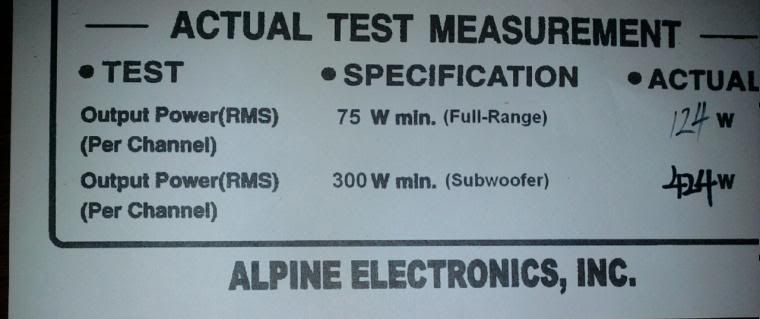 ACTUAL TEST MEASUREMENT
• TEST • SPECIFICATION • ACTUAL
Output Power(RMS) 75 W min. (Full-Range) 124 W
(Per Channel)
Output Power(RMS) 300 W min. (Subwoofer) 424 W
(Per Channel)
ALPINE ELECTRONICS, INC.